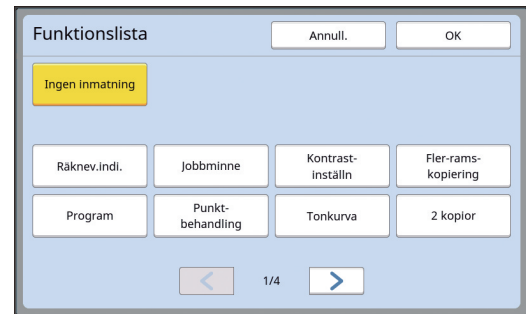 Funktionslista
Annull.
OK
Ingen inmatning
Räknev.indi.
Jobbminne
Kontrast-
inställn
Fler-rams-
kopiering
Program
Punkt-
behandling
Tonkurva
2 kopior
1/4